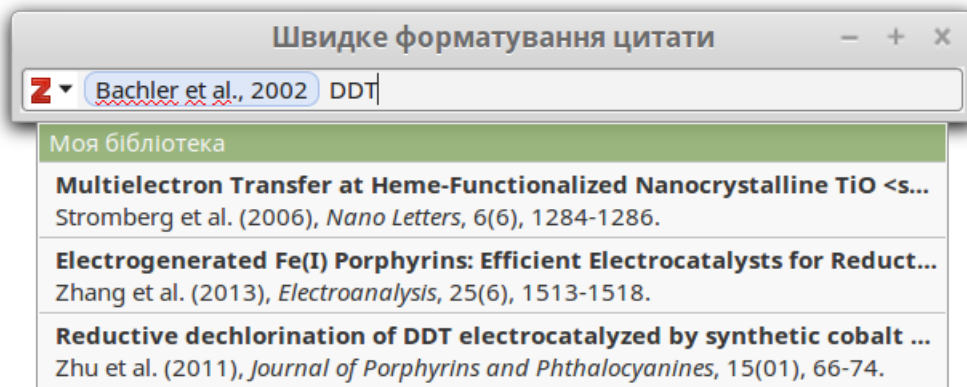 Швидке форматування цитати
Z Bachler et al., 2002 DDT
Моя бібліотека
Multielectron Transfer at Heme-Functionalized Nanocrystalline TiO <s...
Stromberg et al. (2006), Nano Letters, 6(6), 1284-1286.
Electrogenerated Fe(I) Porphyrins: Efficient Electrocatalysts for Reduct...
Zhang et al. (2013), Electroanalysis, 25(6), 1513-1518.
Reductive dechlorination of DDT electrocatalyzed by synthetic cobalt ...
Zhu et al. (2011), Journal of Porphyrins and Phthalocyanines, 15(01), 66-74.